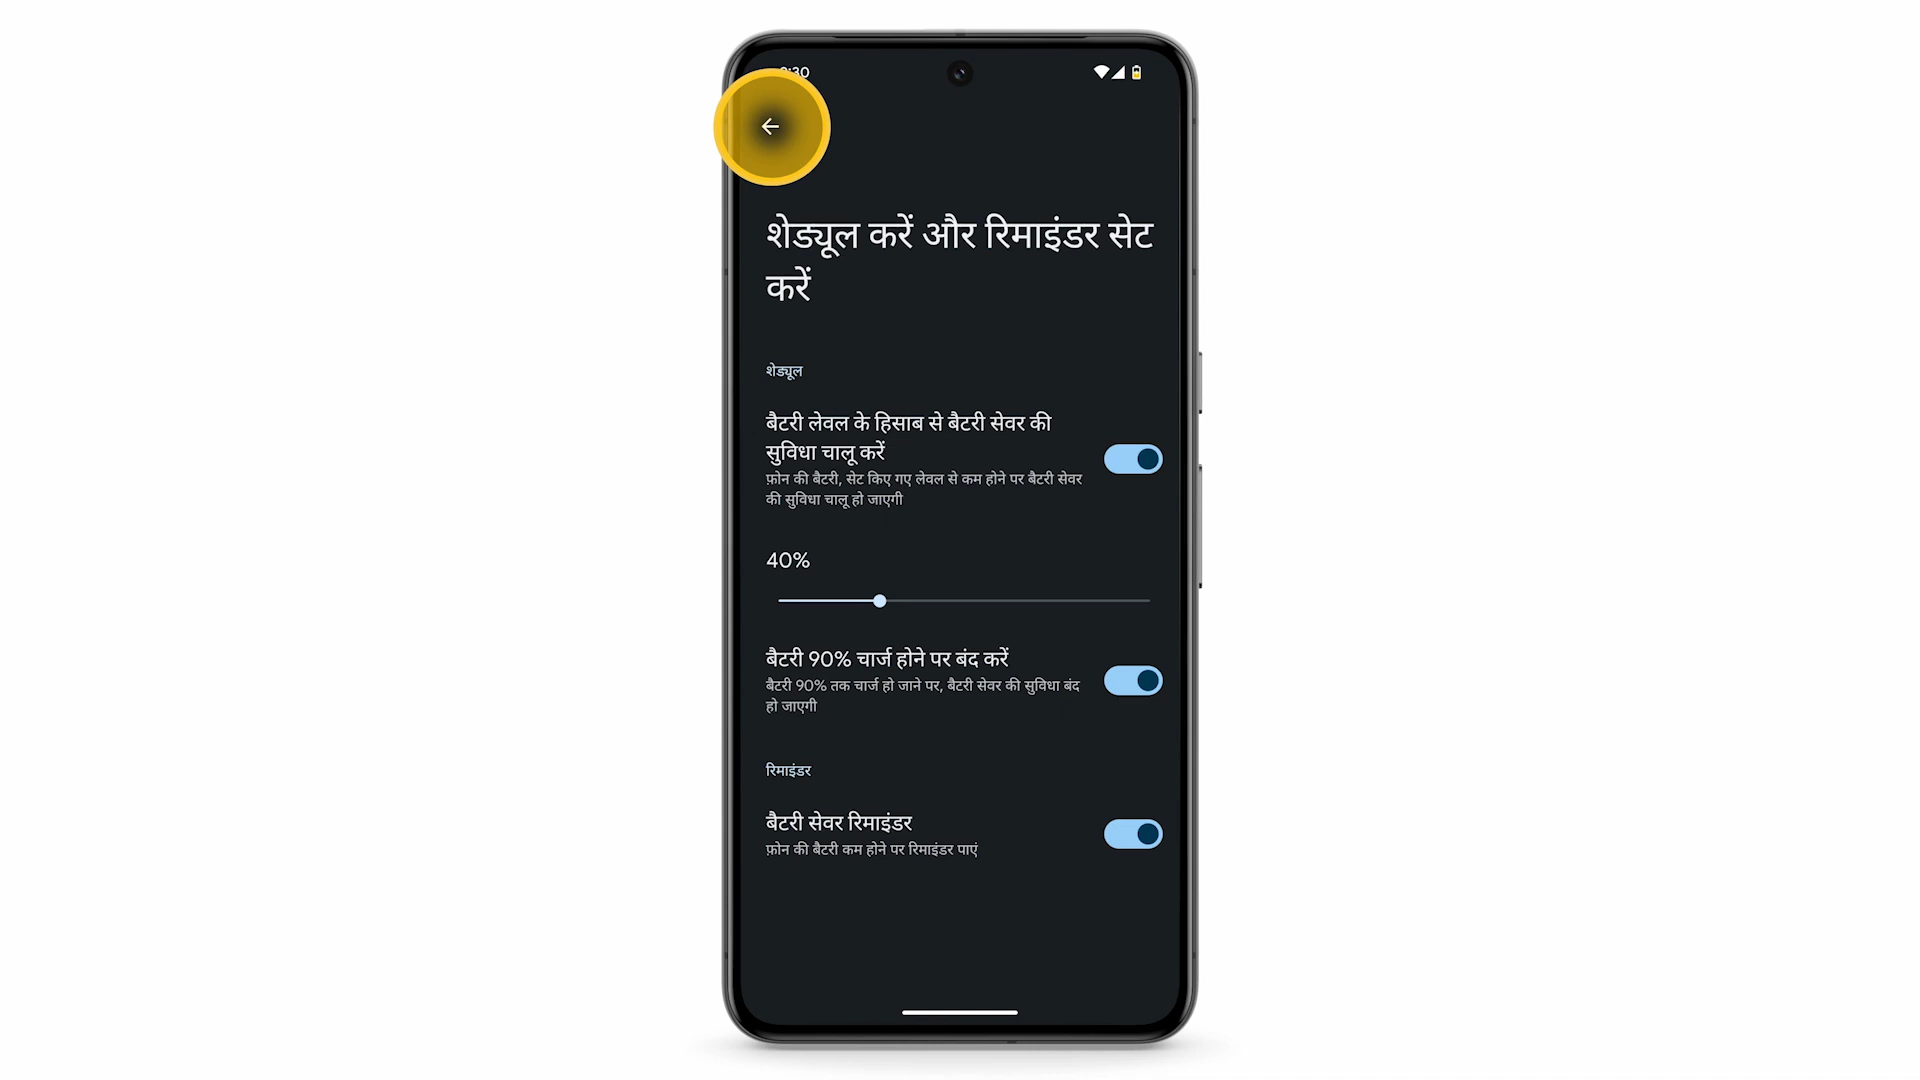 शेड्यूल करें और रिमाइंडर सेट
करें
शेड्यूल
बैटरी लेवल के हिसाब से बैटरी सेवर की
सुविधा चालू करें
फ़ोन की बैटरी, सेट किए गए लेवल से कम होने पर बैटरी सेवर
की सुविधा चालू हो जाएगी
40%
बैटरी 90% चार्ज होने पर बंद करें
बैटरी 90% तक चार्ज हो जाने पर, बैटरी सेवर की सुविधा बंद
हो जाएगी
रिमाइंडर
बैटरी सेवर रिमाइंडर
फ़ोन की बैटरी कम होने पर रिमाइंडर पाएं